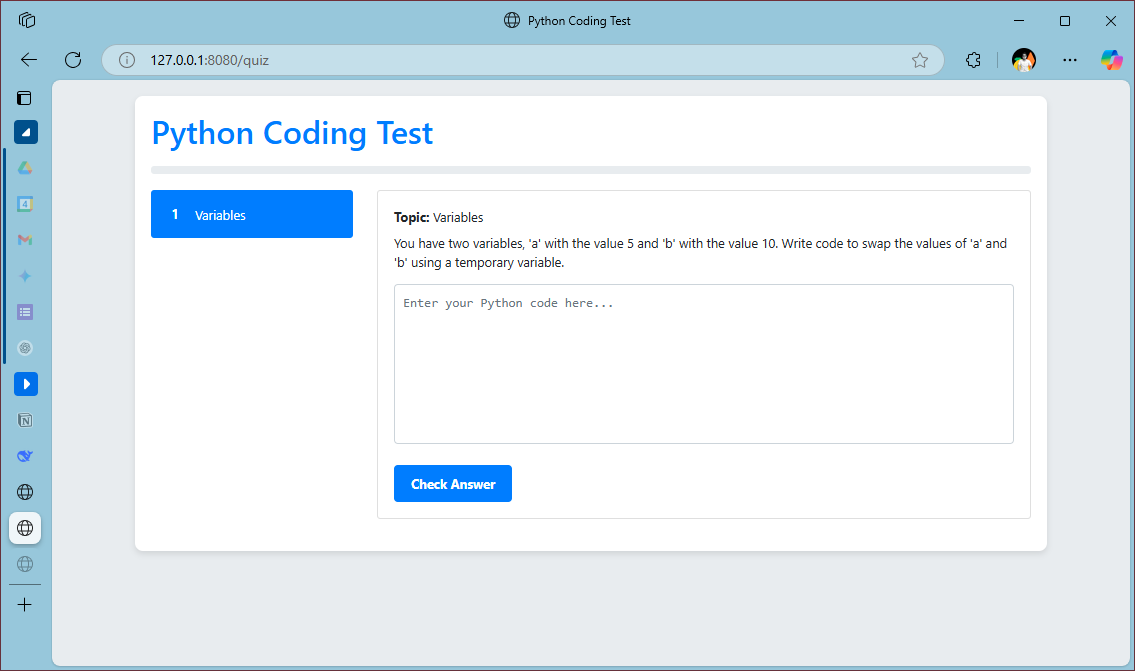 Python Coding Test
127.0.0.1:8080/quiz
Python Coding Test
4
1 Variables
Topic: Variables
You have two variables, 'a' with the value 5 and 'b' with the value 10. Write code to swap the values of 'a' and
'b' using a temporary variable.
Enter your Python code here...
Check Answer